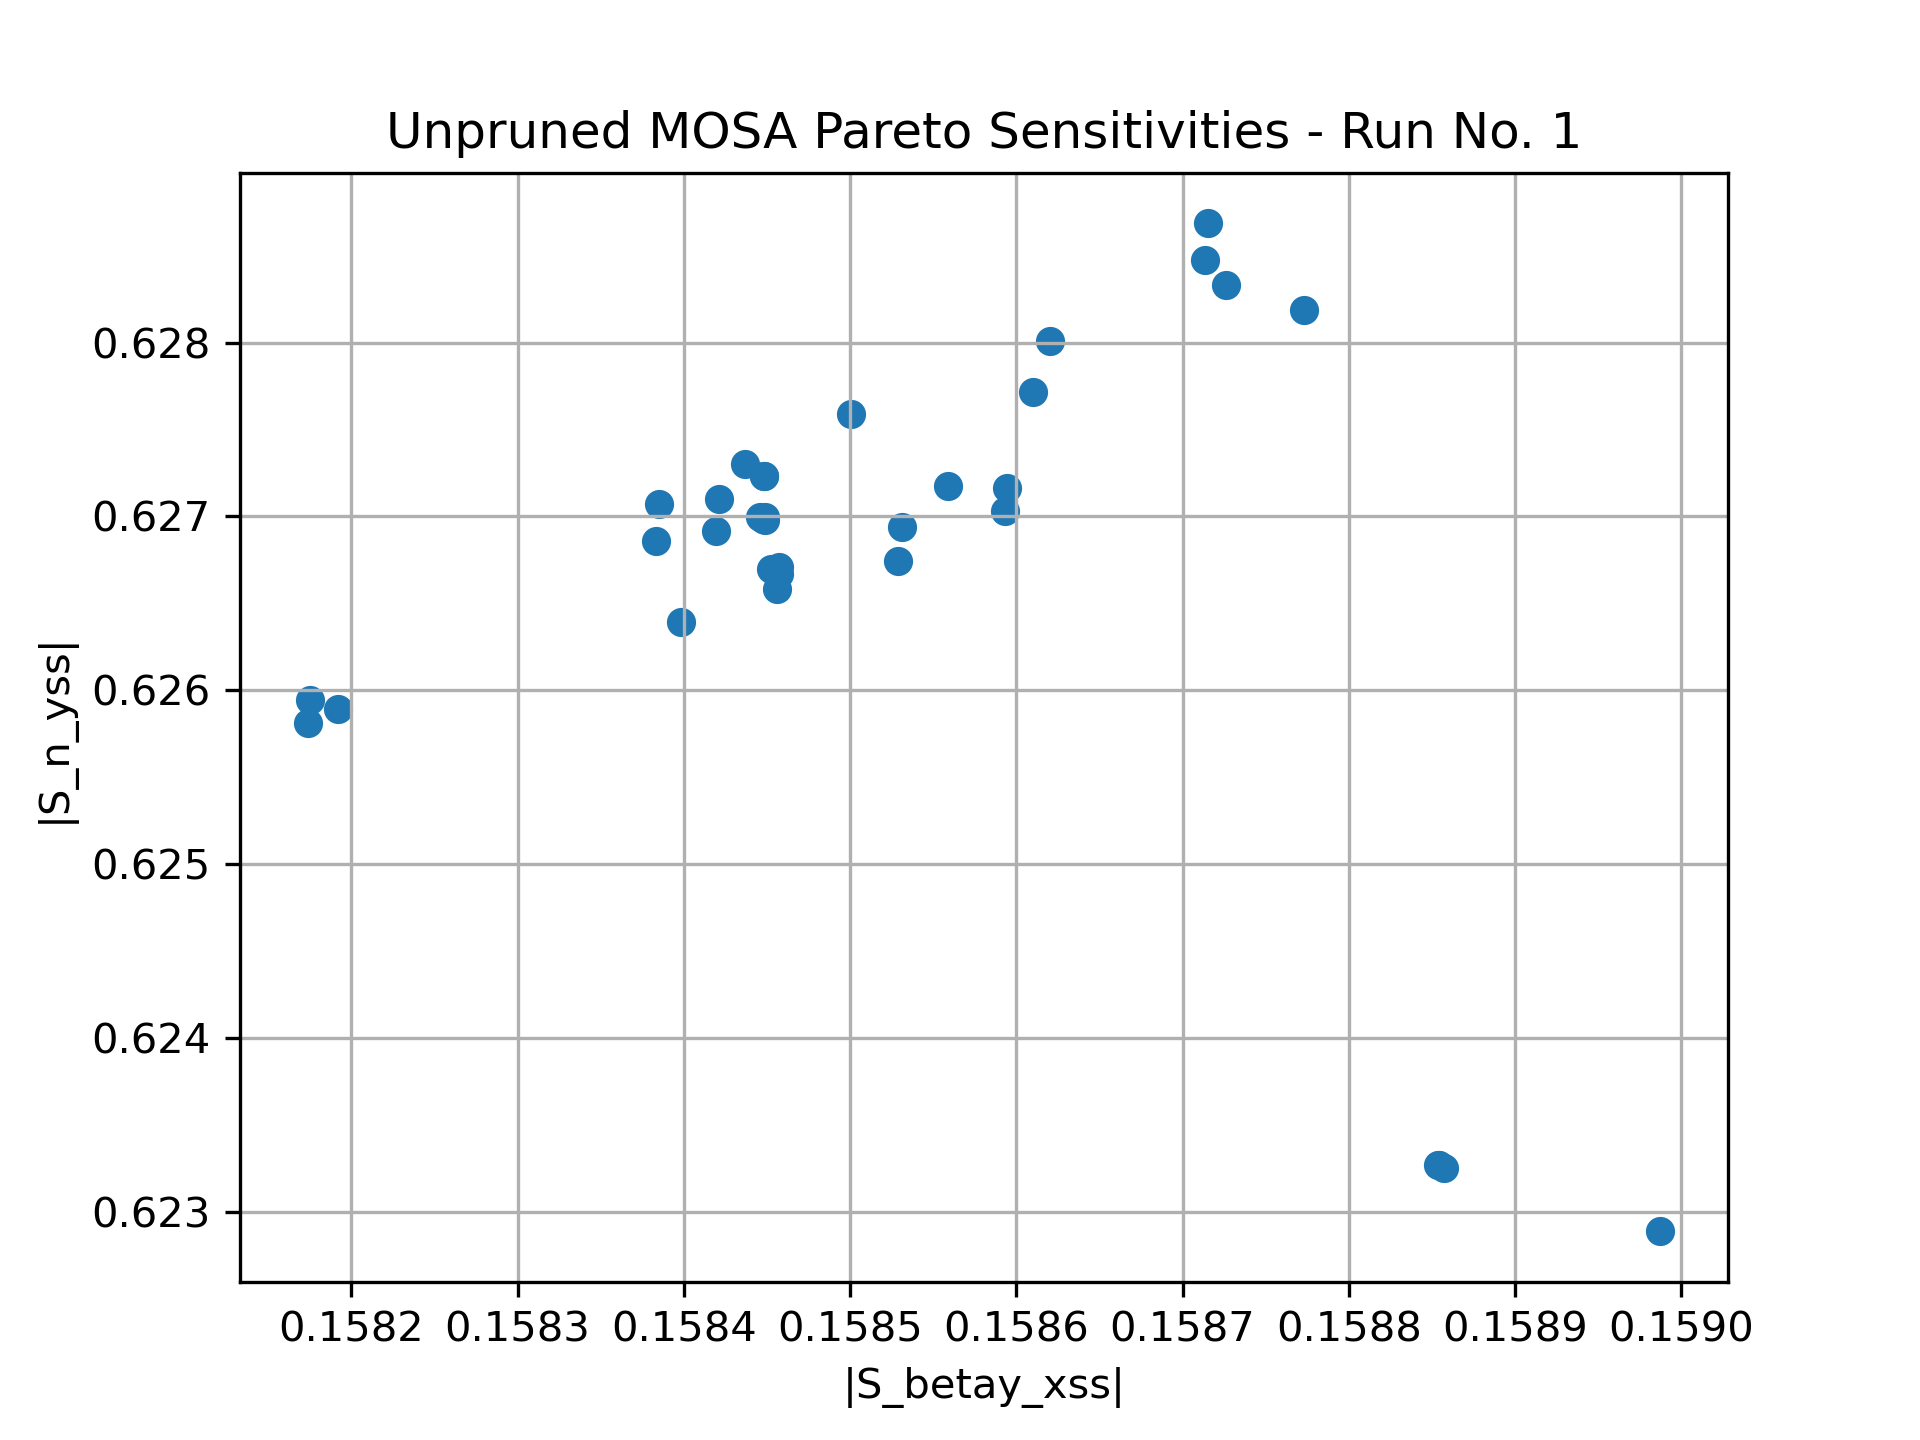 Unpruned MOSA Pareto Sensitivities - Run No. 1
|S_n_yss|
0.628
0.627
0.626
0.625
0.624
0.623
0.1582 0.1583 0.1584 0.1585 0.1586 0.1587 0.1588 0.1589 0.1590
|S_betay_xss|